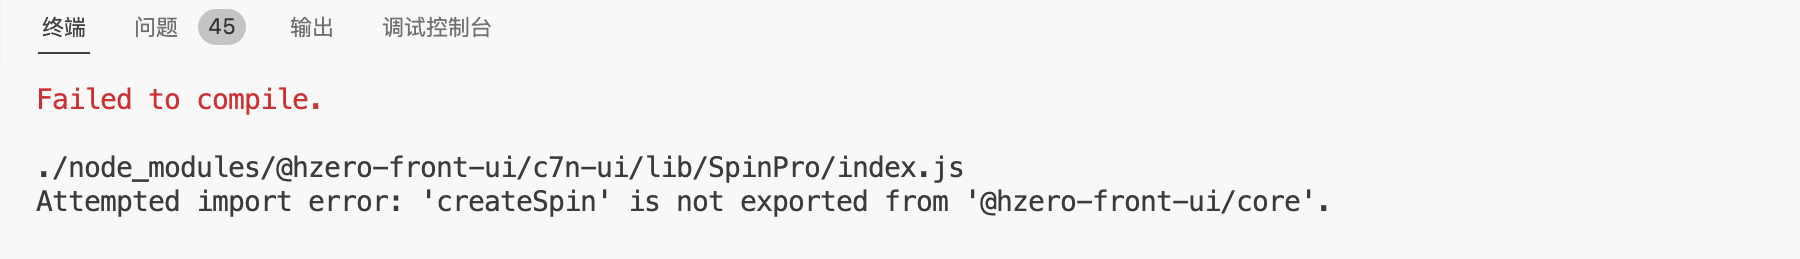 终端 问题 45 输出 调试控制台
Failed to compile.
./node_modules/@hzero-front-ui/c7n-ui/lib/SpinPro/index.js
Attempted import error: 'createSpin' is not exported from '@hzero-front-ui/core'.